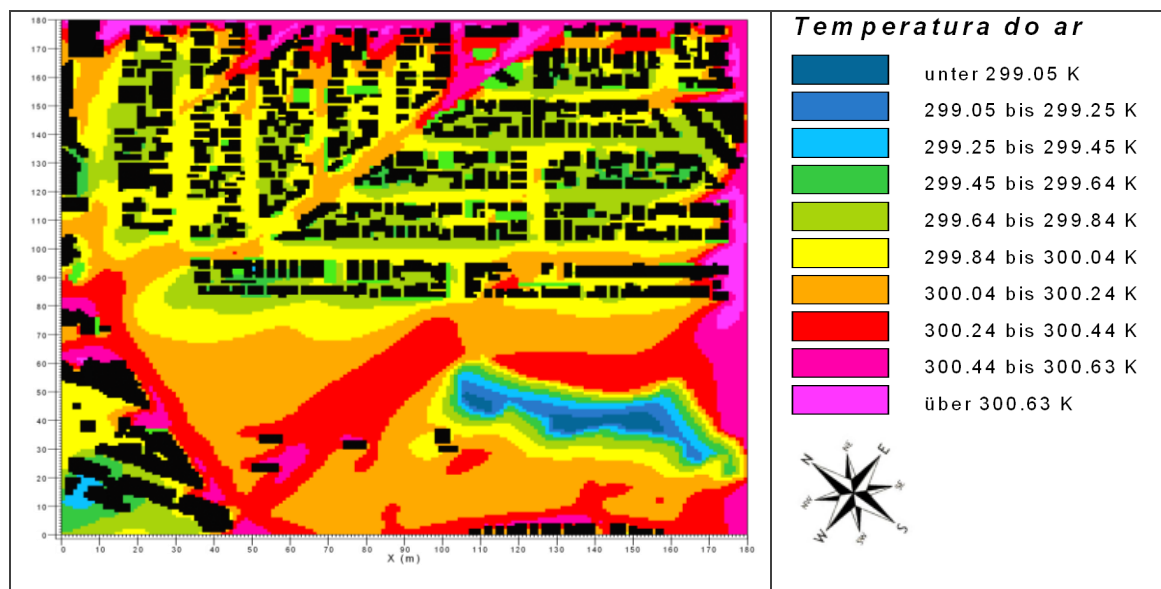 180
170
160
150
140
130
120
110
100
90
80
70
60
50
40
30
20
10
0
0 10 20 30 40 50 60 70 80 90 100 110 120 130 140 150 160 170 180
X (m)
Temperatura do ar
unter 299.05 K
299.05 bis 299.25 K
299.25 bis 299.45 K
299.45 bis 299.64 K
299.64 bis 299.84 K
299.84 bis 300.04 K
300.04 bis 300.24 K
300.24 bis 300.44 K
300.44 bis 300.63 K
über 300.63 K
N NE E
NW SE
W SW S